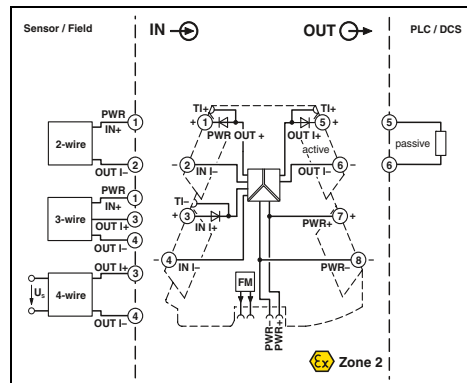 Sensor / Field
IN
OUT
PLC / DCS
2-wire
PWR
IN+
1
OUT I–
2
3-wire
PWR
IN+
1
OUT I+
3
OUT I–
4
4-wire
Us
OUT I+
3
OUT I–
4
TI+
+
1
PWR OUT +
–
2
IN I–
TI–
+
3
IN I+
–
4
IN I–
TI+
5
+
OUT I+
active
6
–
OUT I–
7
+
PWR+
8
–
PWR–
FM
PWR–
PWR+
5
6
passive
Ex Zone 2